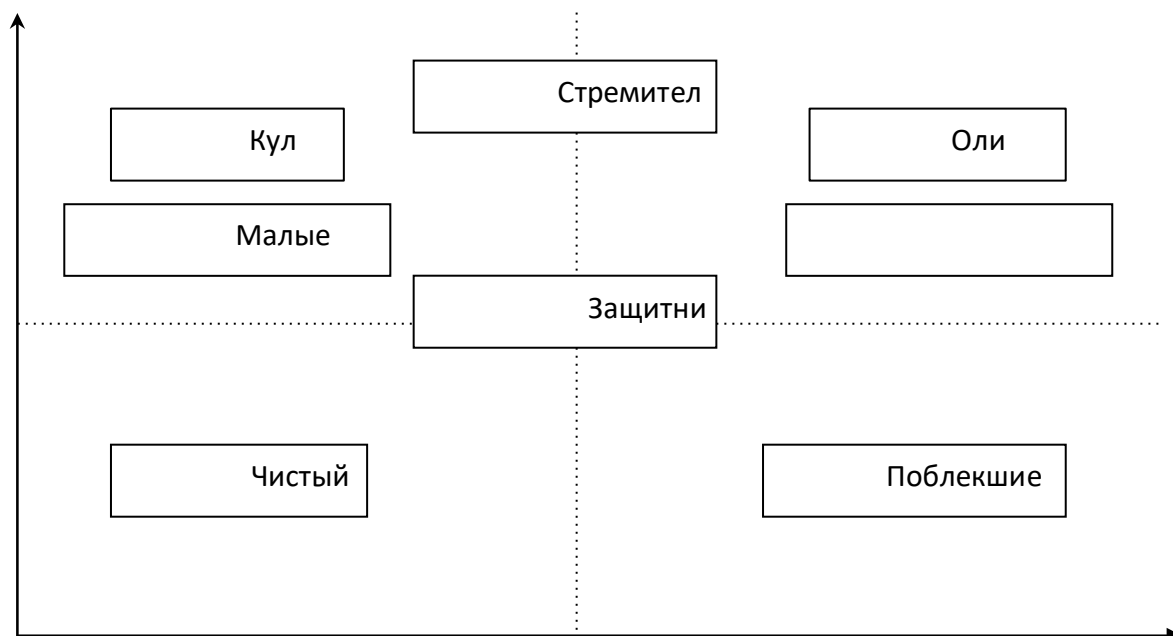 Стремител
Кул
Оли
Малые
Защитни
Чистый
Поблекшие